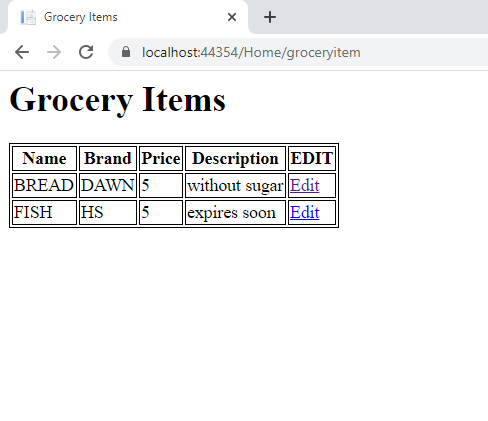 Grocery Items
localhost:44354/Home/groceryitem
Grocery Items
Name Brand Price Description EDIT
BREAD DAWN 5 without sugar Edit
FISH HS 5 expires soon Edit